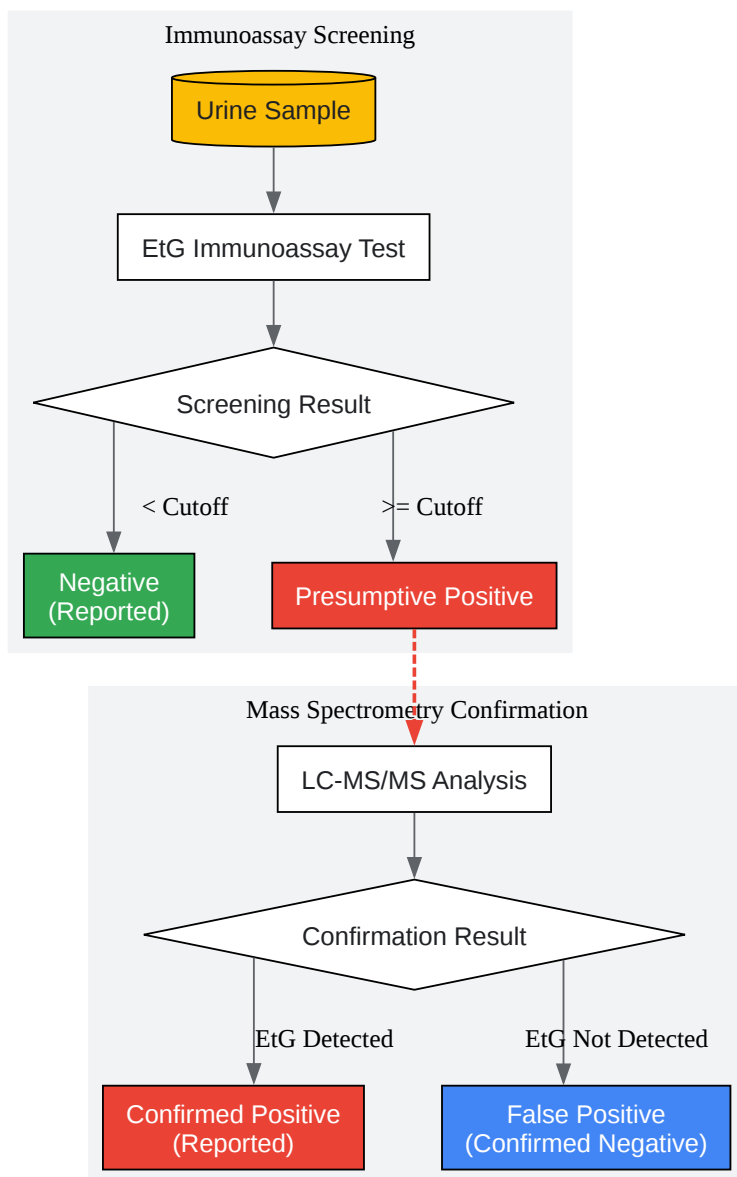 Immunoassay Screening
Urine Sample
EtG Immunoassay Test
Screening Result
< Cutoff
>= Cutoff
Negative
(Reported)
Presumptive Positive
Mass Spectrometry Confirmation
LC-MS/MS Analysis
Confirmation Result
EtG Detected
EtG Not Detected
Confirmed Positive
(Reported)
False Positive
(Confirmed Negative)